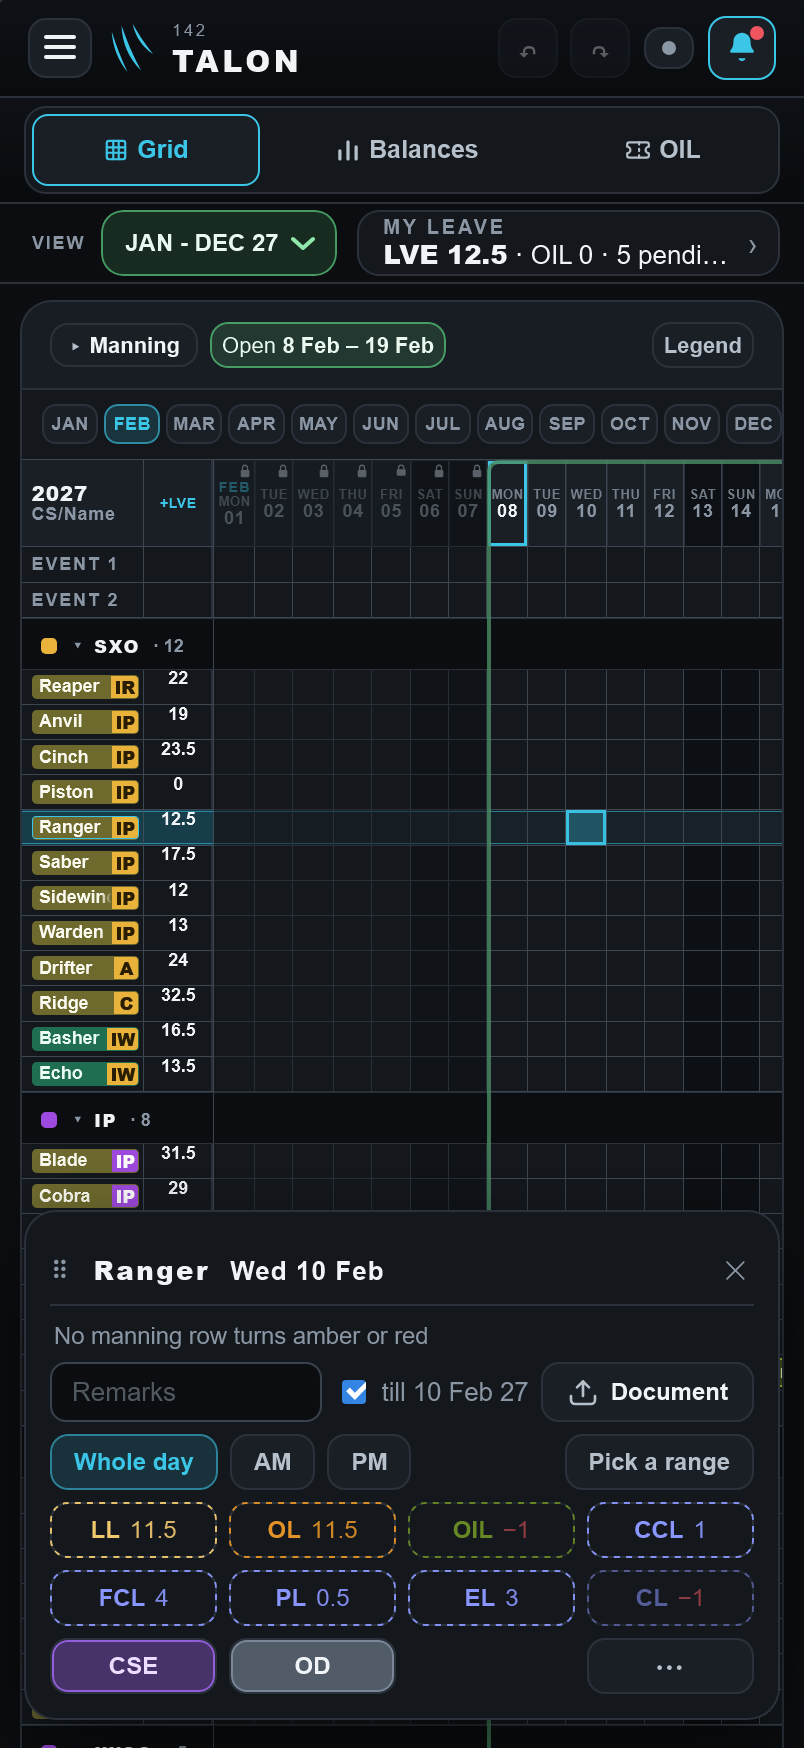 142
TALON
Grid
Balances
OIL
VIEW
JAN - DEC 27
MY LEAVE
LVE 12.5 · OIL 0 · 5 pendi…
Manning
Open 8 Feb – 19 Feb
Legend
JAN
FEB
MAR
APR
MAY
JUN
JUL
AUG
SEP
OCT
NOV
DEC
2027
CS/Name
+LVE
FEB
MON
01
TUE
02
WED
03
THU
04
FRI
05
SAT
06
SUN
07
MON
08
TUE
09
WED
10
THU
11
FRI
12
SAT
13
SUN
14
EVENT 1
EVENT 2
SXO · 12
Reaper IR 22
Anvil IP 19
Cinch IP 23.5
Piston IP 0
Ranger IP 12.5
Saber IP 17.5
Sidewin IP 12
Warden IP 13
Drifter A 24
Ridge C 32.5
Basher IW 16.5
Echo IW 13.5
IP · 8
Blade IP 31.5
Cobra IP 29
Ranger Wed 10 Feb
No manning row turns amber or red
Remarks
till 10 Feb 27
Document
Whole day
AM
PM
Pick a range
LL 11.5
OL 11.5
OIL −1
CCL 1
FCL 4
PL 0.5
EL 3
CL −1
CSE
OD
…